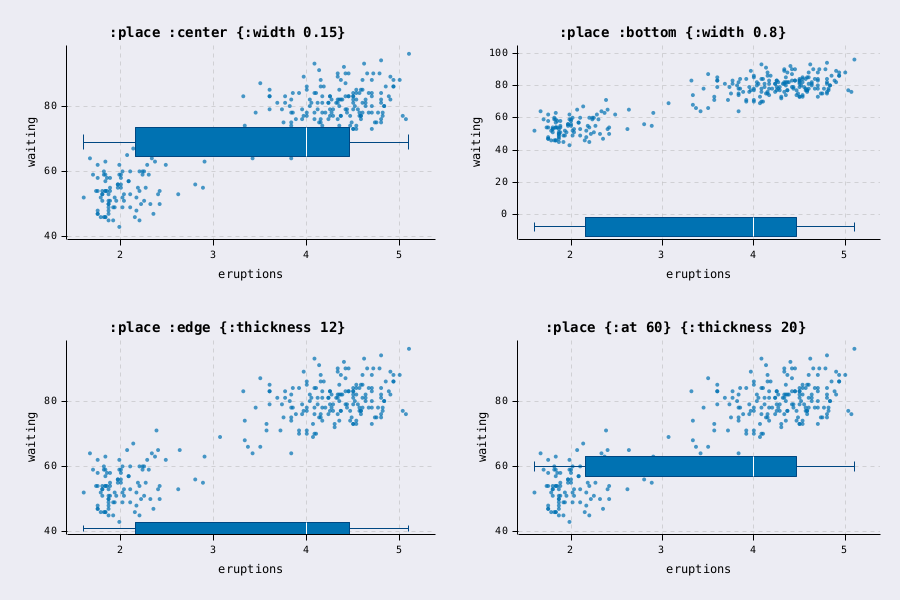 :place :center {:width 0.15}
waiting
80
60
40
2 3 4 5
eruptions
:place :bottom {:width 0.8}
waiting
100
80
60
40
20
0
2 3 4 5
eruptions
:place :edge {:thickness 12}
waiting
80
60
40
2 3 4 5
eruptions
:place {:at 60} {:thickness 20}
waiting
80
60
40
2 3 4 5
eruptions